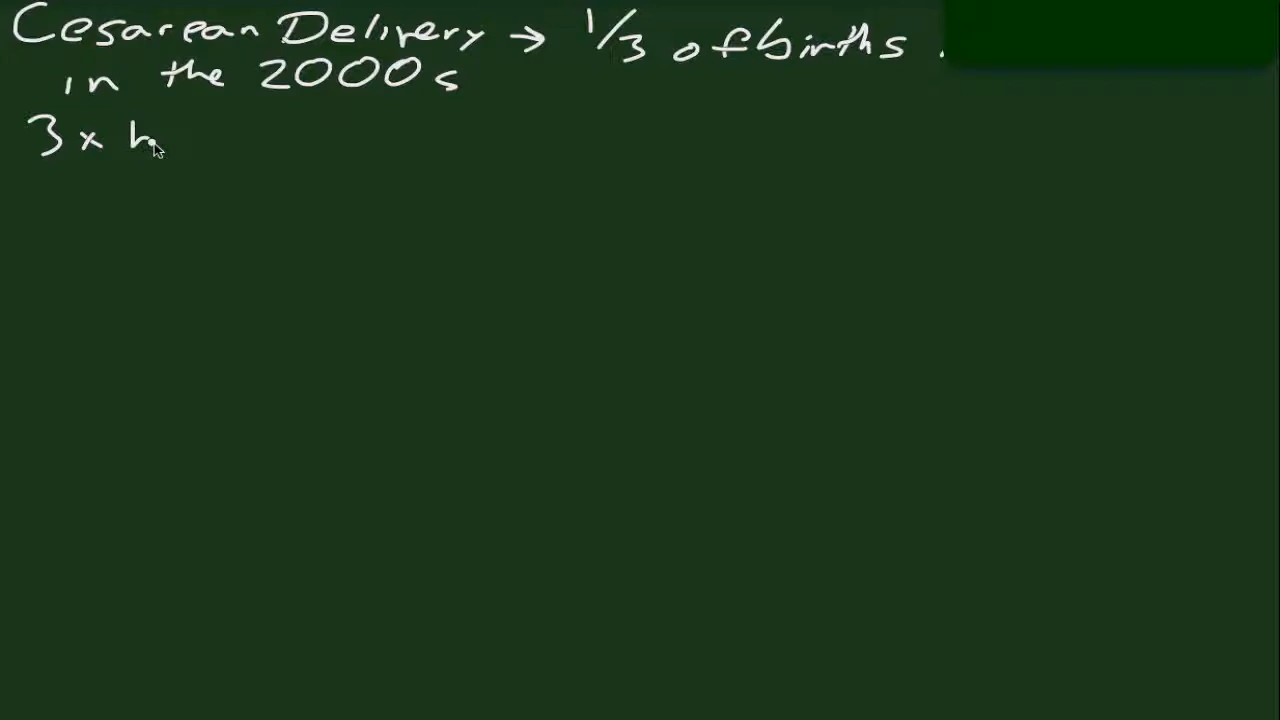 Cesarean Delivery → 1/3 of births
in the 2000s
3 x h